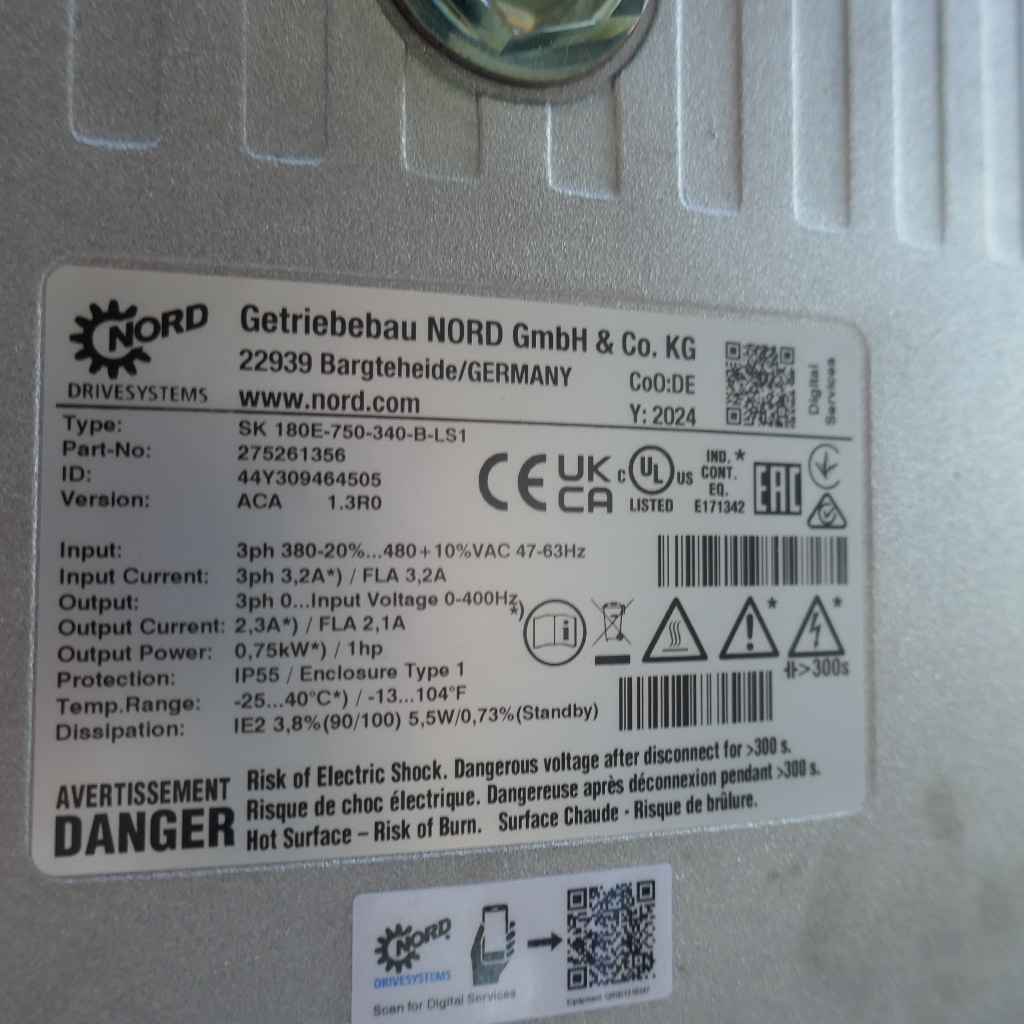 NORD
DRIVESYSTEMS
Getriebebau NORD GmbH & Co. KG
22939 Bargteheide/GERMANY
www.nord.com
CoO:DE
Y: 2024
Digital
Services
Type: SK 180E-750-340-B-LS1
Part-No: 275261356
ID: 44Y309464505
Version: ACA 1.3R0
CE
UK
CA
c UL US
LISTED
IND. *
CONT.
EQ.
E171342
EAC
Input: 3ph 380-20%...480+10%VAC 47-63Hz
Input Current: 3ph 3,2A*) / FLA 3,2A
Output: 3ph 0...Input Voltage 0-400Hz
*)
Output Current: 2,3A*) / FLA 2,1A
Output Power: 0,75kW*) / 1hp
Protection: IP55 / Enclosure Type 1
Temp.Range: -25...40°C*) / -13...104°F
Dissipation: IE2 3,8%(90/100) 5,5W/0,73%(Standby)
i
* *
>300s
AVERTISSEMENT
DANGER
Risk of Electric Shock. Dangerous voltage after disconnect for >300 s.
Risque de choc électrique. Dangereuse après déconnexion pendant >300 s.
Hot Surface – Risk of Burn. Surface Chaude - Risque de brûlure.
NORD
DRIVESYSTEMS
Scan for Digital Services
Equipment